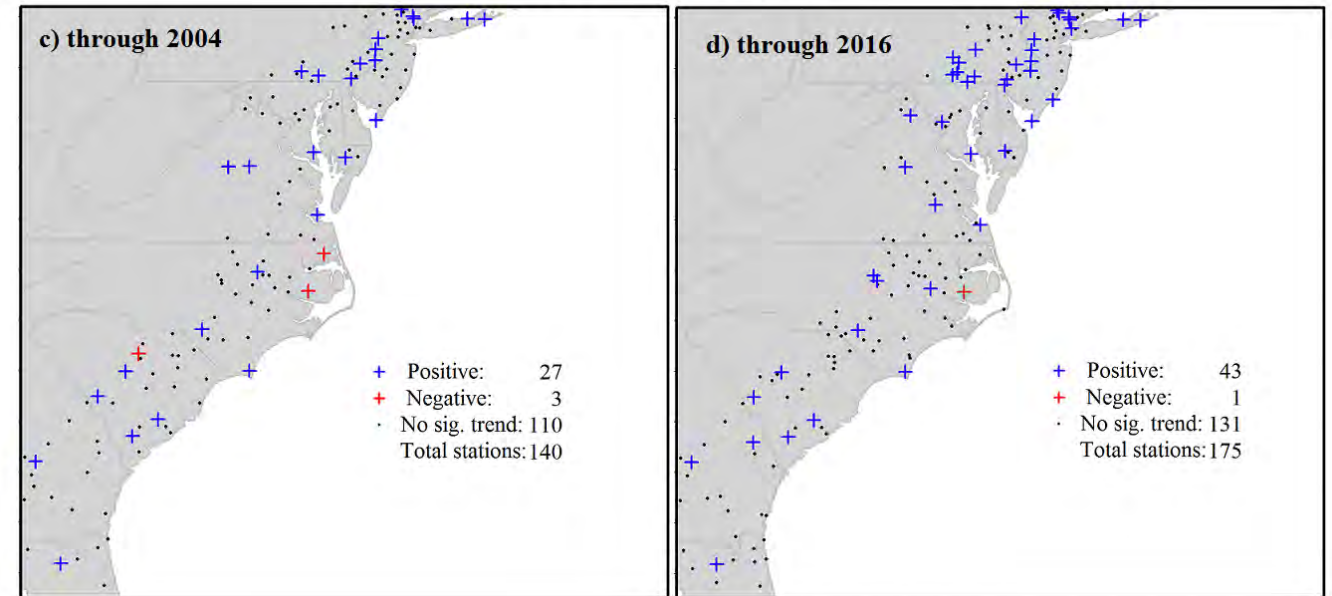 c) through 2004
+ Positive: 27
+ Negative: 3
· No sig. trend: 110
Total stations: 140
d) through 2016
+ Positive: 43
+ Negative: 1
· No sig. trend: 131
Total stations: 175